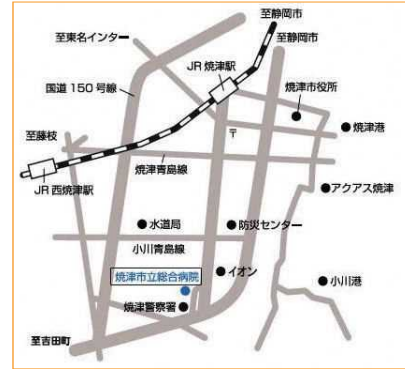 至静岡市
至東名インター
至静岡市
JR 焼津駅
国道 150 号線
焼津市役所
焼津港
〒
至藤枝
焼津青島線
JR 西焼津駅
アクアス焼津
水道局
防災センター
小川青島線
焼津市立総合病院
イオン
小川港
焼津警察署
至吉田町